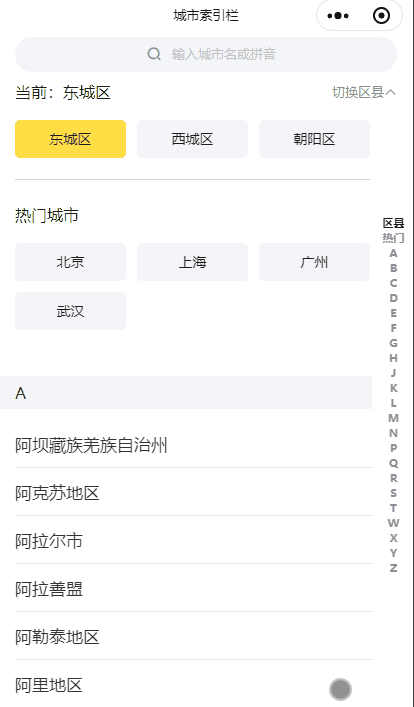 城市索引栏
输入城市名或拼音
当前：东城区 切换区县
东城区 西城区 朝阳区
热门城市
北京 上海 广州
武汉
A
阿坝藏族羌族自治州
阿克苏地区
阿拉尔市
阿拉善盟
阿勒泰地区
阿里地区
区县
热门
A
B
C
D
E
F
G
H
J
K
L
M
N
P
Q
R
S
T
W
X
Y
Z